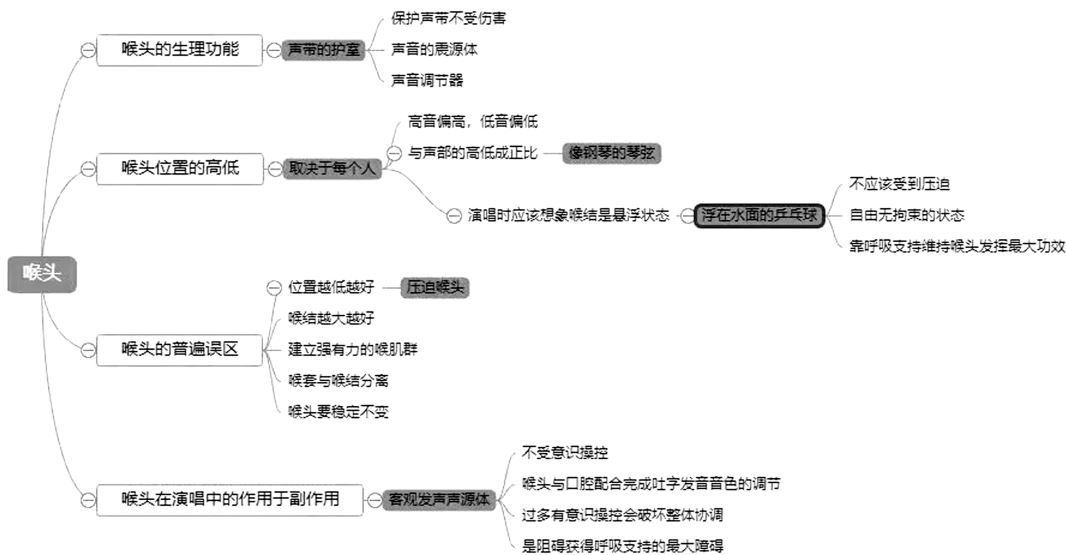 喉头
喉头的生理功能
声带的护室
保护声带不受伤害
声音的震源体
声音调节器
喉头位置的高低
取决于每个人
高音偏高，低音偏低
与声部的高低成正比
像钢琴的琴弦
演唱时应该想象喉结是悬浮状态
浮在水面的乒乓球
不应该受到压迫
自由无拘束的状态
靠呼吸支持维持喉头发挥最大功效
喉头的普遍误区
位置越低越好
压迫喉头
喉结越大越好
建立强有力的喉肌群
喉套与喉结分离
喉头要稳定不变
喉头在演唱中的作用于副作用
客观发声声源体
不受意识操控
喉头与口腔配合完成吐字发音音色的调节
过多有意识操控会破坏整体协调
是阻碍获得呼吸支持的最大障碍